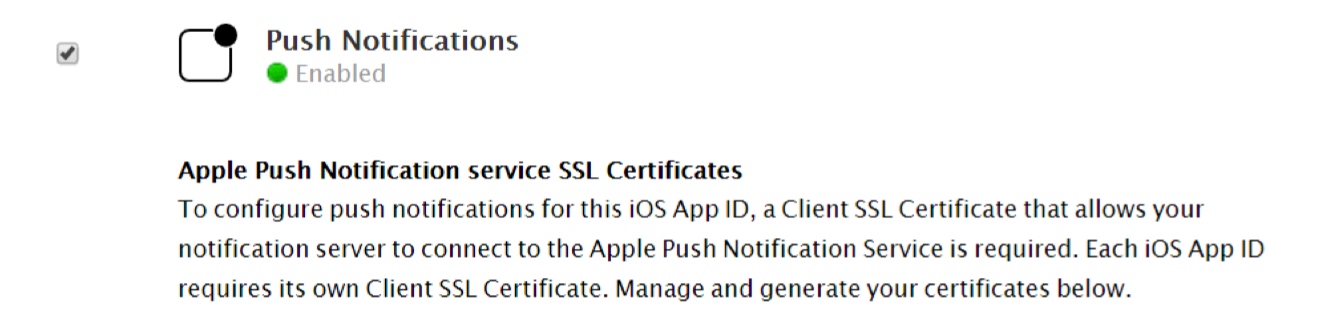 Push Notifications
Enabled
Apple Push Notification service SSL Certificates
To configure push notifications for this iOS App ID, a Client SSL Certificate that allows your
notification server to connect to the Apple Push Notification Service is required. Each iOS App ID
requires its own Client SSL Certificate. Manage and generate your certificates below.